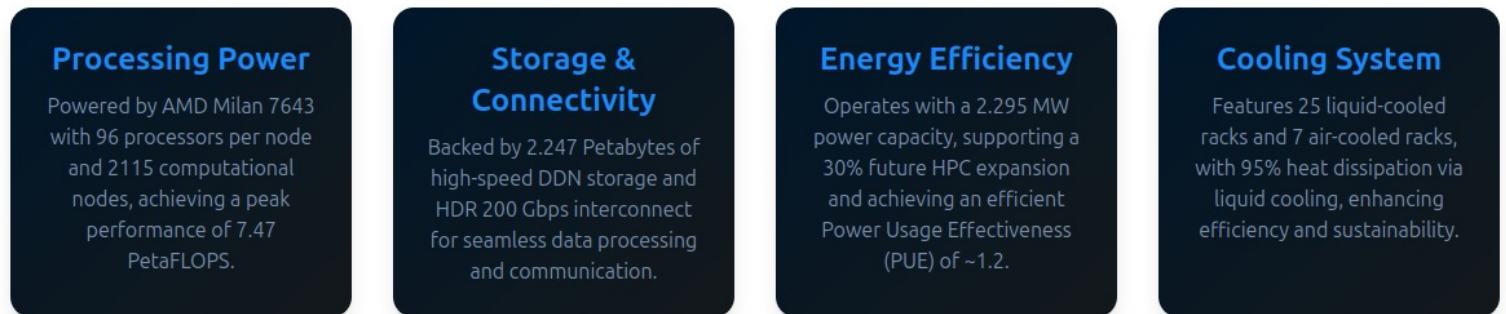 Processing Power
Powered by AMD Milan 7643
with 96 processors per node
and 2115 computational
nodes, achieving a peak
performance of 7.47
PetaFLOPS.
Storage &
Connectivity
Backed by 2.247 Petabytes of
high-speed DDN storage and
HDR 200 Gbps interconnect
for seamless data processing
and communication.
Energy Efficiency
Operates with a 2.295 MW
power capacity, supporting a
30% future HPC expansion
and achieving an efficient
Power Usage Effectiveness
(PUE) of ~1.2.
Cooling System
Features 25 liquid-cooled
racks and 7 air-cooled racks,
with 95% heat dissipation via
liquid cooling, enhancing
efficiency and sustainability.